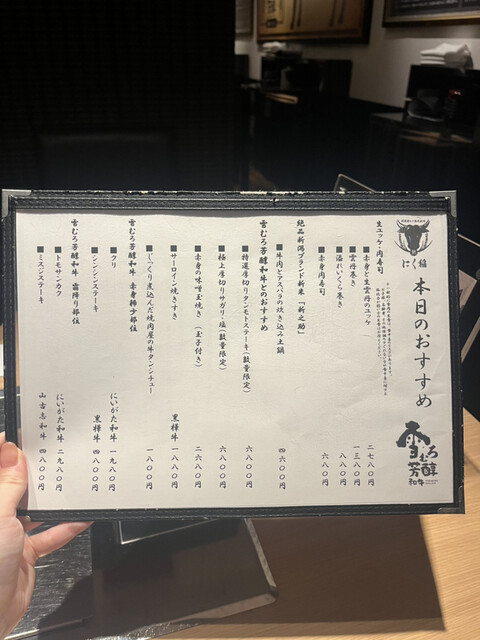 にく福
本日のおすすめ
雪むろ芳醇和牛
生ユッケ・肉寿司
■赤身と生雲丹のユッケ 二七八〇円
■雲丹巻き 一三八〇円
■溢れいくら巻き 八八〇円
■赤身肉寿司 六八〇円
絶品新潟ブランド新米「新之助」
■牛肉とアスパラの炊き込み土鍋 四六〇〇円
雪むろ芳醇和牛とのおすすめ
■特選厚切りタンモトステーキ(数量限定) 六八〇〇円
■極上厚切りサガリ・塩(数量限定) 六八〇〇円
■赤身の味噌玉焼き (玉子付き) 二六八〇円
■サーロイン焼きすき 黒樺牛 一八八〇円
■じっくり煮込んだ焼肉屋の牛タンシチュー 一八〇〇円
雪むろ芳醇和牛 赤身稀少部位
■クリ にいがた和牛 一九八〇円
■シンシンステーキ 黒樺牛 四八〇〇円
雪むろ芳醇和牛 霜降り部位
■トモサンカク にいがた和牛 二九八〇円
■ミスジステーキ 山古志和牛 四八〇〇円